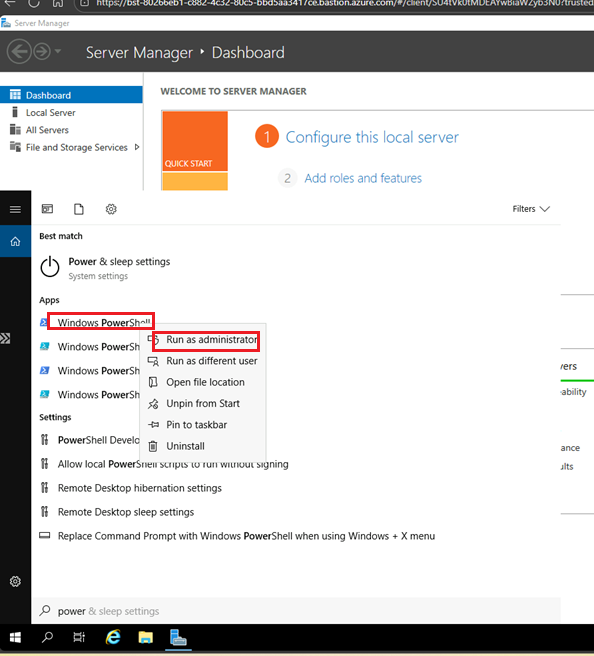 https://bst-80266eb1-c882-4c32-80c5-bbd5aa3417ce.bastion.azure.com/#/client/
Server Manager
Server Manager • Dashboard
Dashboard
Local Server
All Servers
File and Storage Services
WELCOME TO SERVER MANAGER
QUICK START
1 Configure this local server
2 Add roles and features
Filters
Best match
Power & sleep settings
System settings
Apps
Windows PowerShell
Windows PowerSh
Windows PowerSh
Windows PowerSh
Run as administrator
Run as different user
Open file location
Unpin from Start
Pin to taskbar
Uninstall
Settings
PowerShell Develo
Allow local PowerShell scripts to run without signing
Remote Desktop hibernation settings
Remote Desktop sleep settings
Replace Command Prompt with Windows PowerShell when using Windows + X menu
vers
ability
ance
ults
power & sleep settings